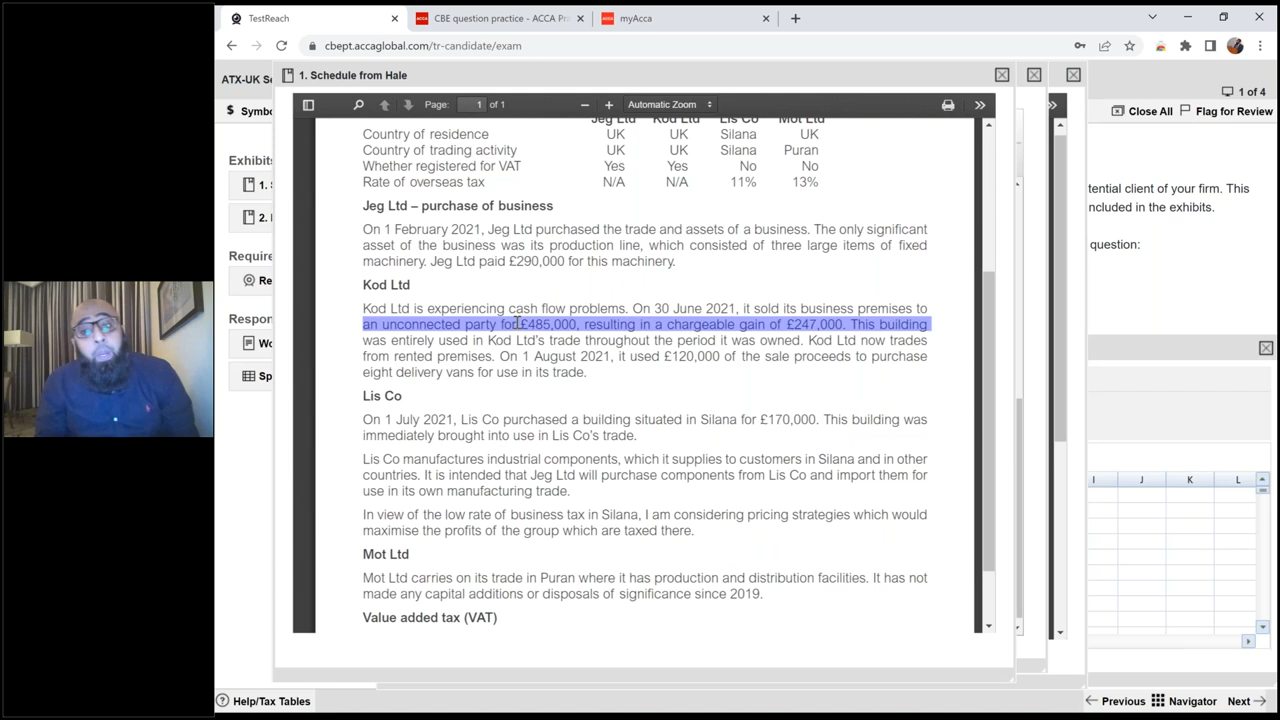 TestReach
CBE question practice - ACCA Pr
myAcca
cbept.accaglobal.com/tr-candidate/exam
ATX-UK Se
1. Schedule from Hale
1 of 4
$ Symbo
Page: 1 of 1
Automatic Zoom
Close All
Flag for Review
Jeg Ltd Kod Ltd Lis Co Mot Ltd
Country of residence UK UK Silana UK
Country of trading activity UK UK Silana Puran
Whether registered for VAT Yes Yes No No
Rate of overseas tax N/A N/A 11% 13%
Exhibits
1.
2.
Require
Re
Respon
Wo
Sp
tential client of your firm. This
ncluded in the exhibits.
question:
Jeg Ltd – purchase of business
On 1 February 2021, Jeg Ltd purchased the trade and assets of a business. The only significant
asset of the business was its production line, which consisted of three large items of fixed
machinery. Jeg Ltd paid £290,000 for this machinery.
Kod Ltd
Kod Ltd is experiencing cash flow problems. On 30 June 2021, it sold its business premises to
an unconnected party for £485,000, resulting in a chargeable gain of £247,000. This building
was entirely used in Kod Ltd's trade throughout the period it was owned. Kod Ltd now trades
from rented premises. On 1 August 2021, it used £120,000 of the sale proceeds to purchase
eight delivery vans for use in its trade.
Lis Co
On 1 July 2021, Lis Co purchased a building situated in Silana for £170,000. This building was
immediately brought into use in Lis Co's trade.
Lis Co manufactures industrial components, which it supplies to customers in Silana and in other
countries. It is intended that Jeg Ltd will purchase components from Lis Co and import them for
use in its own manufacturing trade.
In view of the low rate of business tax in Silana, I am considering pricing strategies which would
maximise the profits of the group which are taxed there.
Mot Ltd
Mot Ltd carries on its trade in Puran where it has production and distribution facilities. It has not
made any capital additions or disposals of significance since 2019.
Value added tax (VAT)
I J K L
Help/Tax Tables
Previous
Navigator
Next